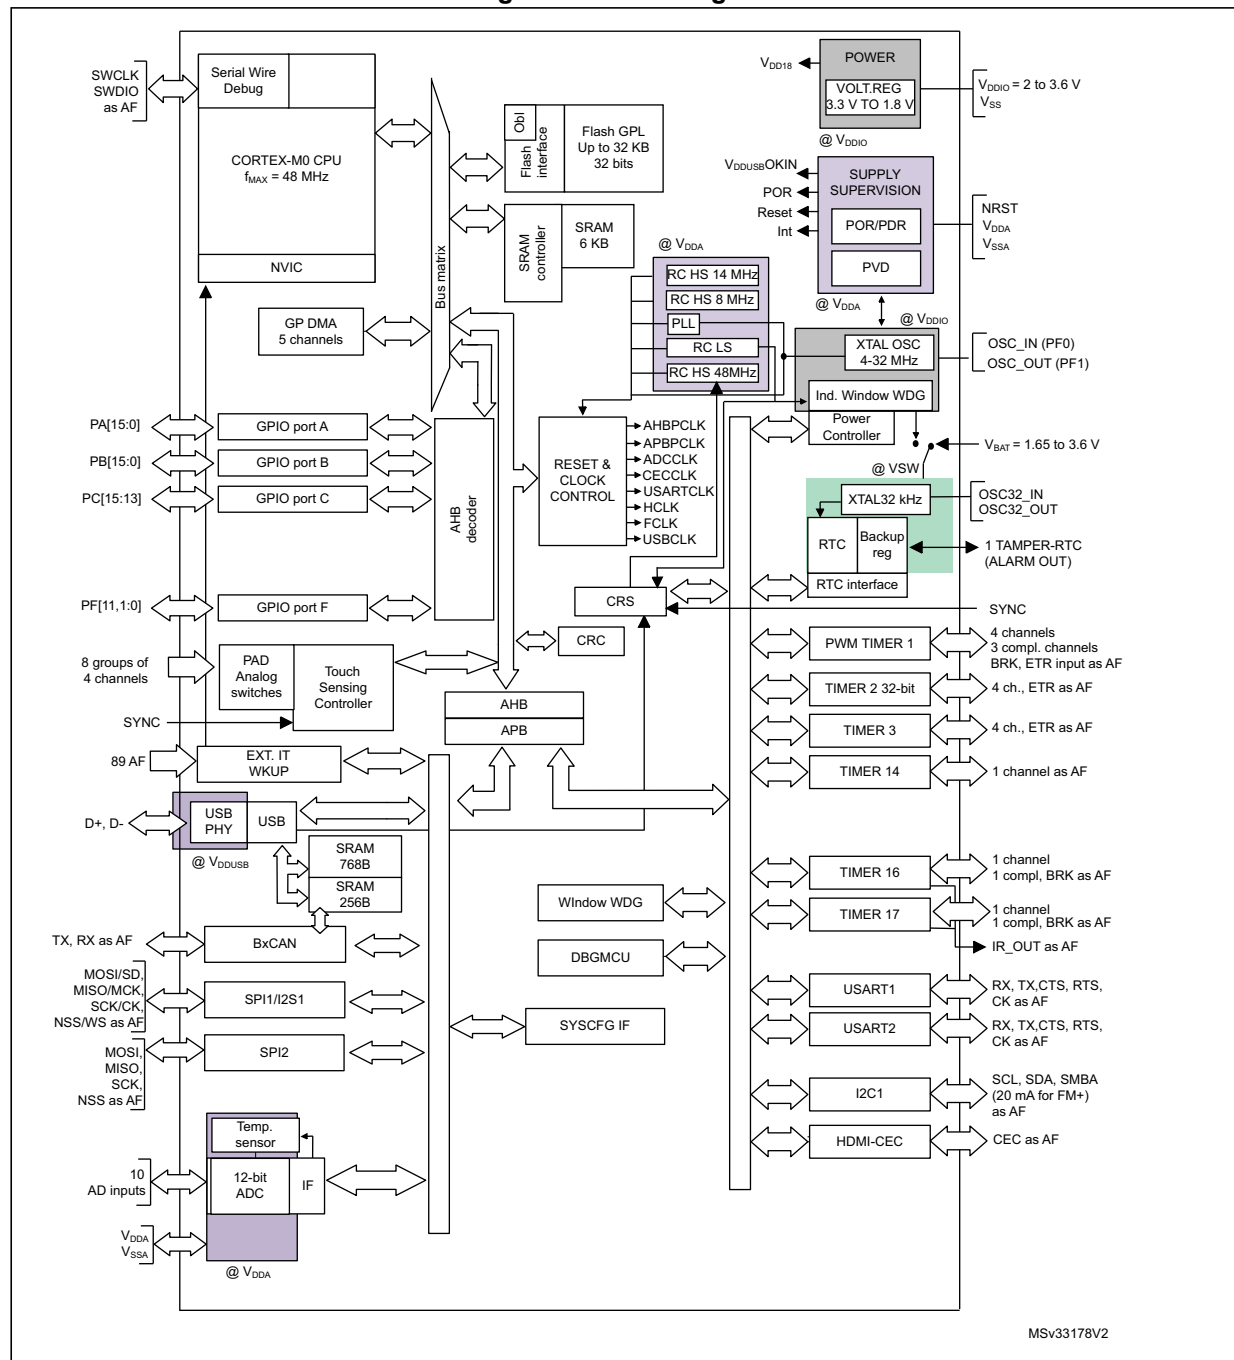 SWCLK
SWDIO
as AF
Serial Wire
Debug
CORTEX-M0 CPU
fMAX = 48 MHz
NVIC
Bus matrix
Obl
Flash
interface
Flash GPL
Up to 32 KB
32 bits
SRAM
controller
SRAM
6 KB
VDD18
POWER
VOLT.REG
3.3 V TO 1.8 V
VDDIO = 2 to 3.6 V
VSS
@ VDDIO
VDDUSBOKIN
POR
Reset
Int
SUPPLY
SUPERVISION
POR/PDR
PVD
NRST
VDDA
VSSA
@ VDDA
@ VDDA
RC HS 14 MHz
RC HS 8 MHz
PLL
RC LS
RC HS 48MHz
@ VDDIO
XTAL OSC
4-32 MHz
Ind. Window WDG
OSC_IN (PF0)
OSC_OUT (PF1)
Power
Controller
VBAT = 1.65 to 3.6 V
@ VSW
XTAL32 kHz
OSC32_IN
OSC32_OUT
RTC
Backup
reg
RTC interface
1 TAMPER-RTC
(ALARM OUT)
GP DMA
5 channels
PA[15:0]
GPIO port A
PB[15:0]
GPIO port B
PC[15:13]
GPIO port C
PF[11,1:0]
GPIO port F
AHB
decoder
RESET &
CLOCK
CONTROL
AHBPCLK
APBPCLK
ADCCLK
CECCLK
USARTCLK
HCLK
FCLK
USBCLK
CRS
SYNC
CRC
8 groups of
4 channels
PAD
Analog
switches
Touch
Sensing
Controller
SYNC
AHB
APB
89 AF
EXT. IT
WKUP
D+, D-
USB
PHY
USB
@ VDDUSB
SRAM
768B
SRAM
256B
TX, RX as AF
BxCAN
MOSI/SD,
MISO/MCK,
SCK/CK,
NSS/WS as AF
SPI1/I2S1
MOSI,
MISO,
SCK,
NSS as AF
SPI2
Temp.
sensor
10
AD inputs
12-bit
ADC
IF
VDDA
VSSA
@ VDDA
WIndow WDG
DBGMCU
SYSCFG IF
PWM TIMER 1
4 channels
3 compl. channels
BRK, ETR input as AF
TIMER 2 32-bit
4 ch., ETR as AF
TIMER 3
4 ch., ETR as AF
TIMER 14
1 channel as AF
TIMER 16
1 channel
1 compl, BRK as AF
TIMER 17
1 channel
1 compl, BRK as AF
IR_OUT as AF
USART1
RX, TX,CTS, RTS,
CK as AF
USART2
RX, TX,CTS, RTS,
CK as AF
I2C1
SCL, SDA, SMBA
(20 mA for FM+)
as AF
HDMI-CEC
CEC as AF
MSv33178V2